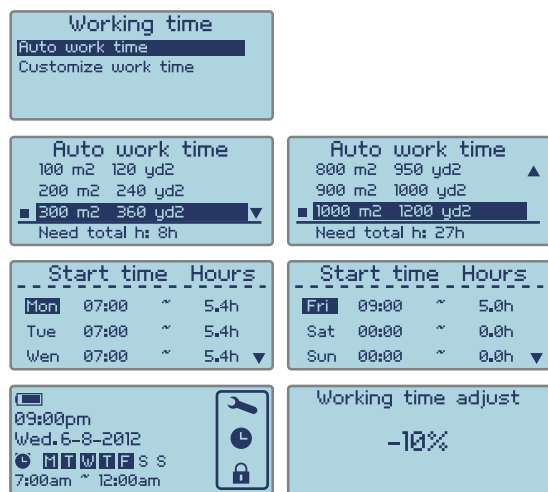 Working time
Auto work time
Customize work time
Auto work time
100 m2 120 yd2
200 m2 240 yd2
300 m2 360 yd2
Need total h: 8h
Auto work time
800 m2 950 yd2
900 m2 1000 yd2
1000 m2 1200 yd2
Need total h: 27h
Start time Hours
Mon 07:00 ~ 5.4h
Tue 07:00 ~ 5.4h
Wen 07:00 ~ 5.4h
Start time Hours
Fri 09:00 ~ 5.0h
Sat 00:00 ~ 0.0h
Sun 00:00 ~ 0.0h
09:00pm
Wed.6-8-2012
M T W T F S S
7:00am ~ 12:00am
Working time adjust
-10%